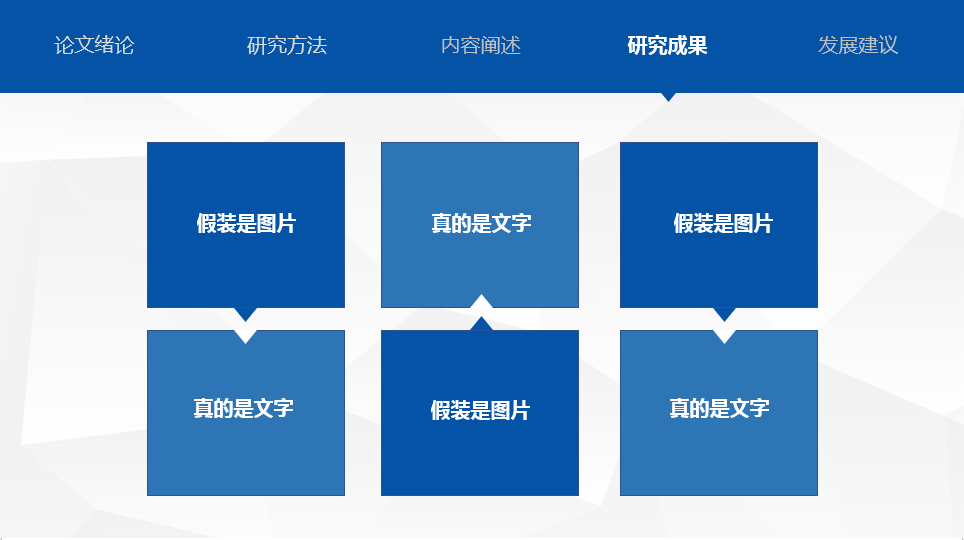 论文绪论
研究方法
内容阐述
研究成果
发展建议
假装是图片
真的是文字
假装是图片
真的是文字
假装是图片
真的是文字